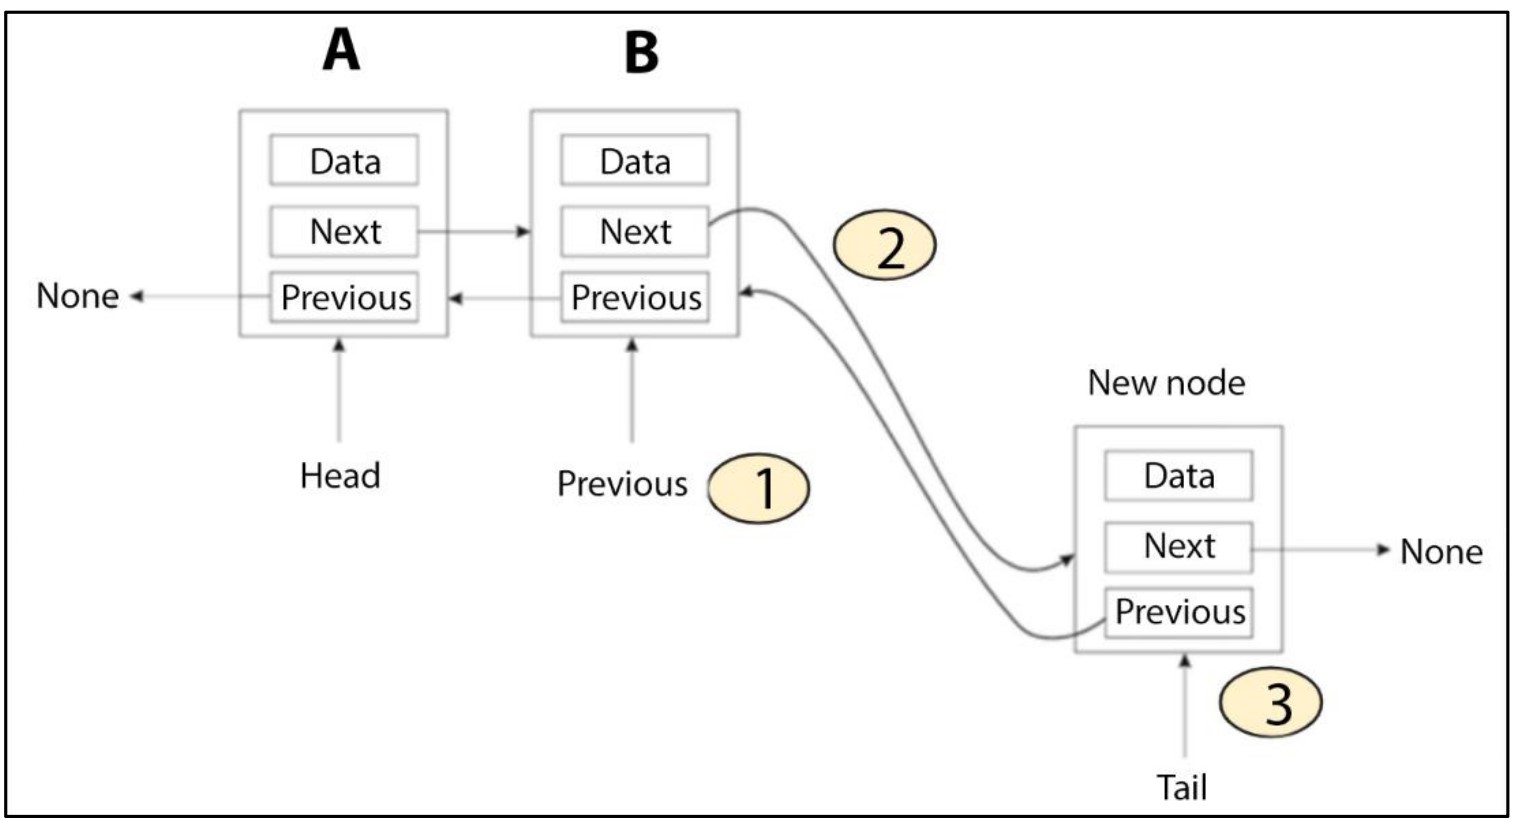 A
B
Data
Next
Previous
Data
Next
Previous
None
2
Head
Previous
1
New node
Data
Next
Previous
None
3
Tail